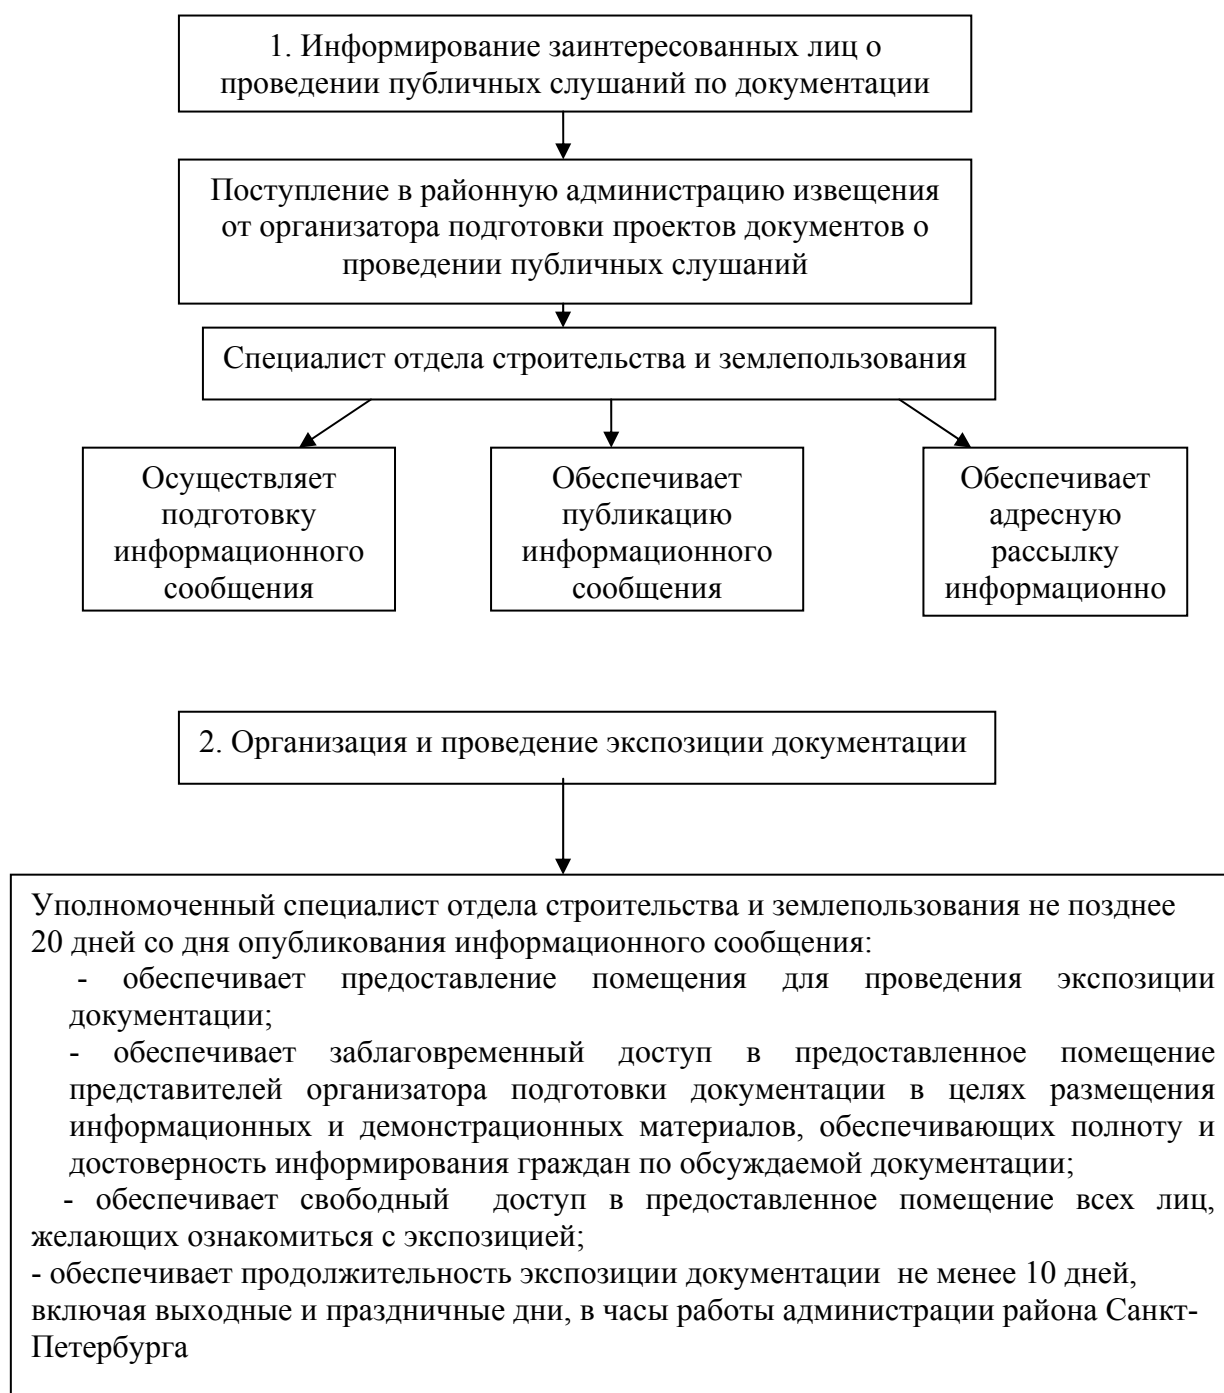 1. Информирование заинтересованных лиц о
проведении публичных слушаний по документации
Поступление в районную администрацию извещения
от организатора подготовки проектов документов о
проведении публичных слушаний
Специалист отдела строительства и землепользования
Осуществляет
подготовку
информационного
сообщения
Обеспечивает
публикацию
информационного
сообщения
Обеспечивает
адресную
рассылку
информационно
2. Организация и проведение экспозиции документации
Уполномоченный специалист отдела строительства и землепользования не позднее
20 дней со дня опубликования информационного сообщения:
- обеспечивает предоставление помещения для проведения экспозиции
документации;
- обеспечивает заблаговременный доступ в предоставленное помещение
представителей организатора подготовки документации в целях размещения
информационных и демонстрационных материалов, обеспечивающих полноту и
достоверность информирования граждан по обсуждаемой документации;
- обеспечивает свободный доступ в предоставленное помещение всех лиц,
желающих ознакомиться с экспозицией;
- обеспечивает продолжительность экспозиции документации не менее 10 дней,
включая выходные и праздничные дни, в часы работы администрации района Санкт-
Петербурга